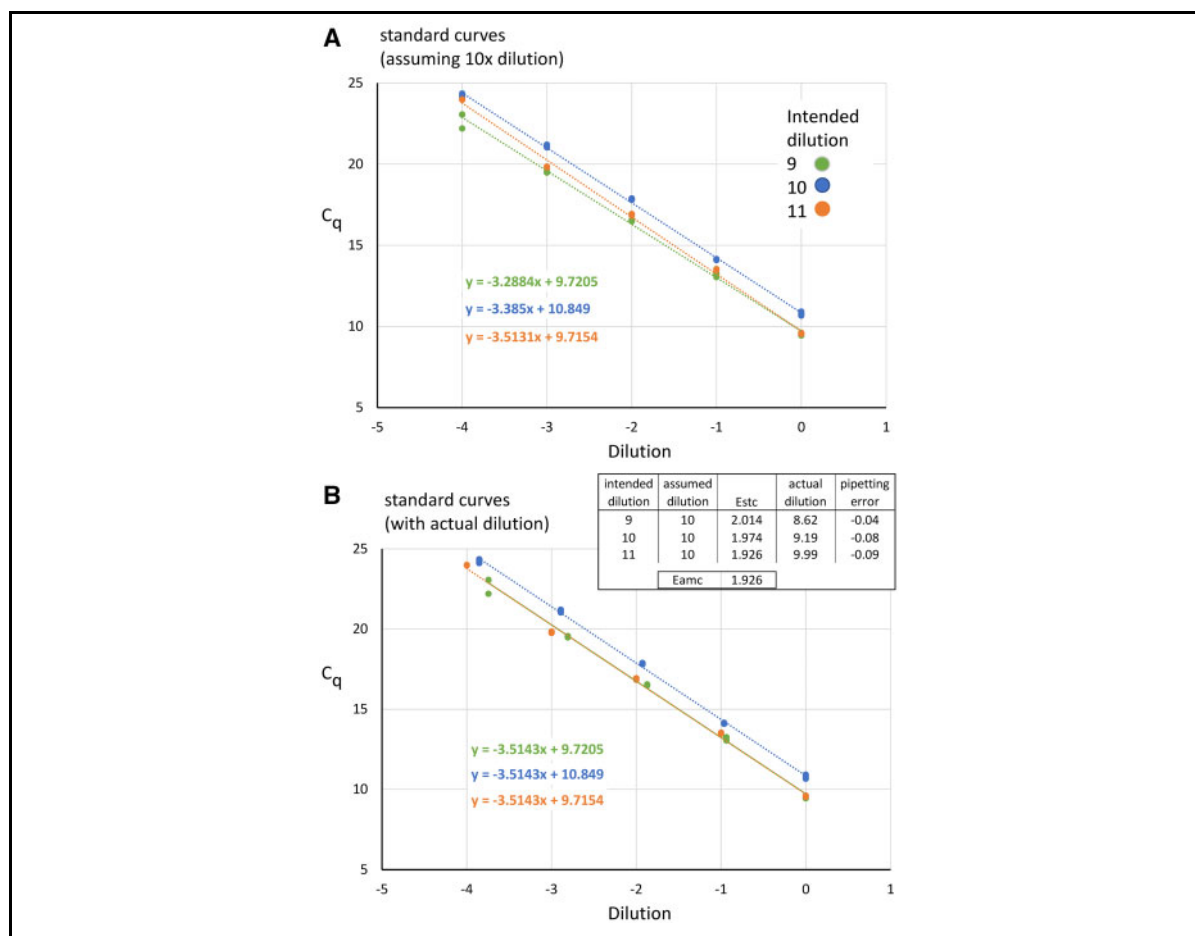 A
standard curves
(assuming 10x dilution)
25
20
15
10
5
Cq
Intended
dilution
9
10
11
y = -3.2884x + 9.7205
y = -3.385x + 10.849
y = -3.5131x + 9.7154
-5 -4 -3 -2 -1 0 1
Dilution
B
standard curves
(with actual dilution)
intended dilution assumed dilution Estc actual dilution pipetting error
9 10 2.014 8.62 -0.04
10 10 1.974 9.19 -0.08
11 10 1.926 9.99 -0.09
Eamc 1.926
25
20
15
10
5
Cq
y = -3.5143x + 9.7205
y = -3.5143x + 10.849
y = -3.5143x + 9.7154
-5 -4 -3 -2 -1 0 1
Dilution